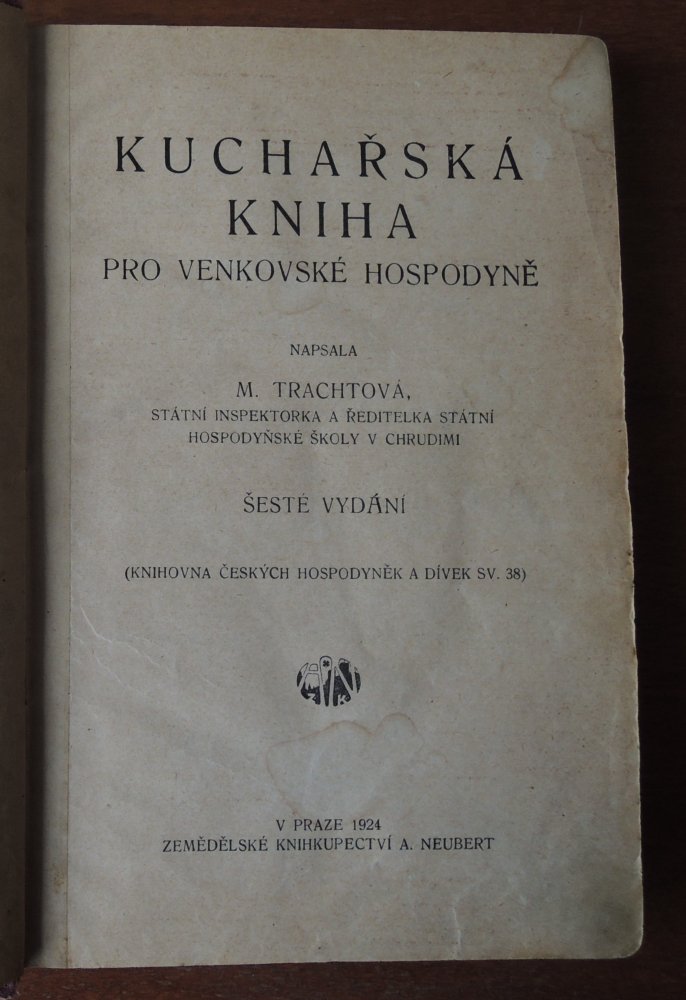 KUCHAŘSKÁ
KNIHA
PRO VENKOVSKÉ HOSPODYNĚ
NAPSALA
M. TRACHTOVÁ,
STÁTNÍ INSPEKTORKA A ŘEDITELKA STÁTNÍ
HOSPODYŇSKÉ ŠKOLY V CHRUDIMI
ŠESTÉ VYDÁNÍ
(KNIHOVNA ČESKÝCH HOSPODYNĚK A DÍVEK SV. 38)
V PRAZE 1924
ZEMĚDĚLSKÉ KNIHKUPECTVÍ A. NEUBERT